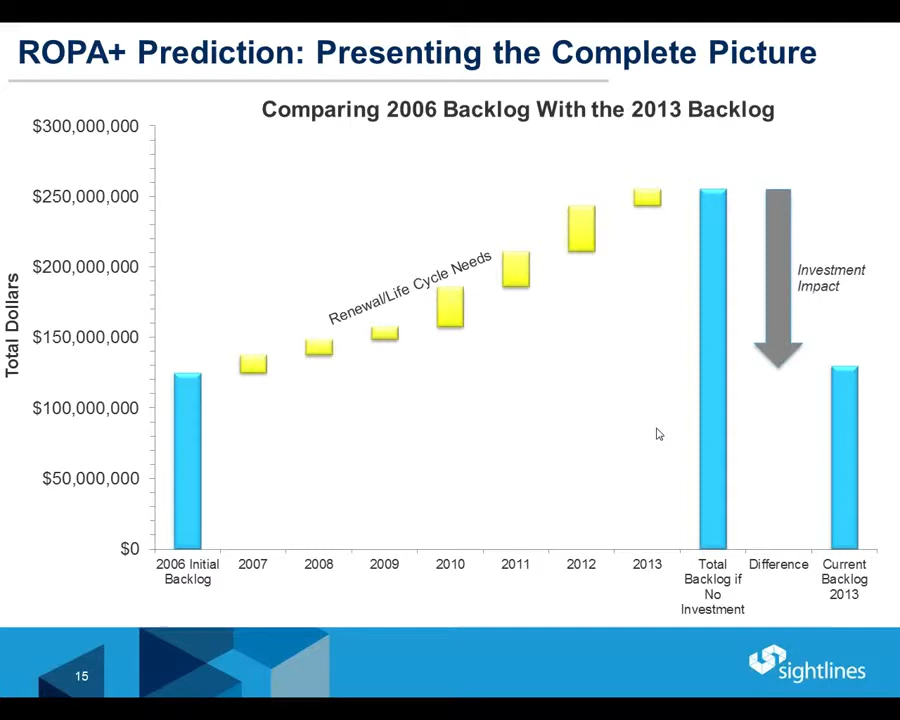 ROPA+ Prediction: Presenting the Complete Picture
Comparing 2006 Backlog With the 2013 Backlog
Total Dollars
$300,000,000
$250,000,000
$200,000,000
$150,000,000
$100,000,000
$50,000,000
$0
Renewal/Life Cycle Needs
Investment
Impact
2006 Initial
Backlog
2007
2008
2009
2010
2011
2012
2013
Total
Backlog if
No
Investment
Difference
Current
Backlog
2013
15
sightlines